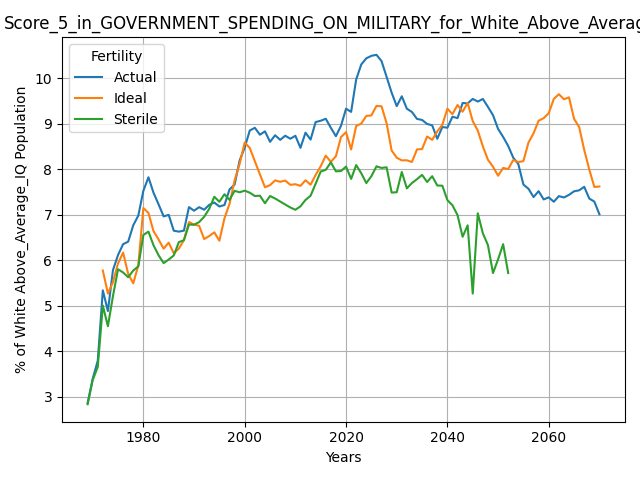 Score_5_in_GOVERNMENT_SPENDING_ON_MILITARY_for_White_Above_Averag
% of White Above_Average_IQ Population
10
9
8
7
6
5
4
3
Fertility
Actual
Ideal
Sterile
1980 2000 2020 2040 2060
Years